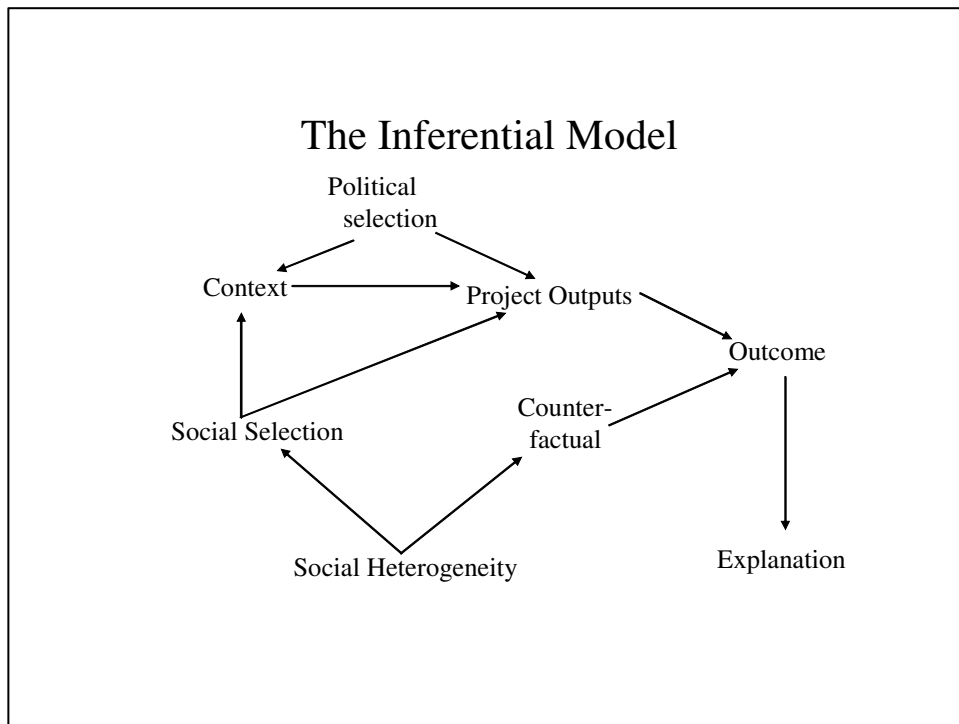 The Inferential Model
Political
selection
Context
Project Outputs
Outcome
Counter-
factual
Social Selection
Social Heterogeneity
Explanation